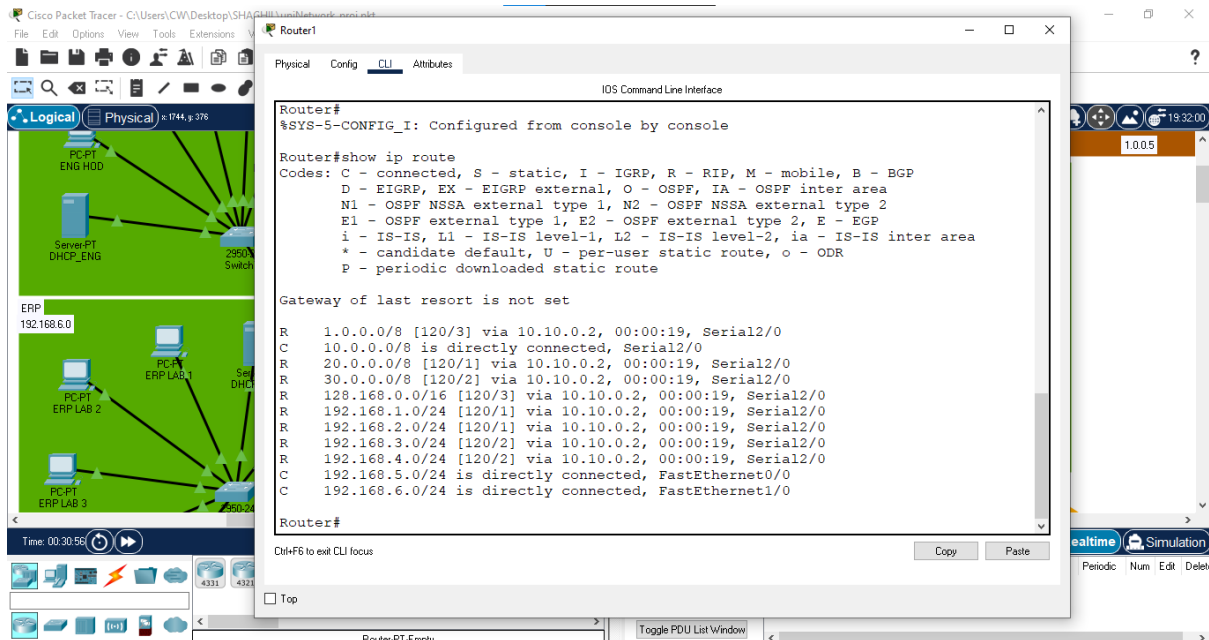 Cisco Packet Tracer - C:\Users\CW\Desktop\SHAGHIL\uniNetwork_proj.pkt
File Edit Options View Tools Extensions
?
Logical
Physical
x: 1744, y: 376
19:32:00
1.0.0.5
PC-PT
ENG HOD
Server-PT
DHCP_ENG
Switch
ERP
192.168.6.0
PC-PT
ERP LAB 1
PC-PT
ERP LAB 2
PC-PT
ERP LAB 3
2950-24
Router1
Physical Config CLI Attributes
IOS Command Line Interface
Router#
%SYS-5-CONFIG_I: Configured from console by console
Router#show ip route
Codes: C - connected, S - static, I - IGRP, R - RIP, M - mobile, B - BGP
D - EIGRP, EX - EIGRP external, O - OSPF, IA - OSPF inter area
N1 - OSPF NSSA external type 1, N2 - OSPF NSSA external type 2
E1 - OSPF external type 1, E2 - OSPF external type 2, E - EGP
i - IS-IS, L1 - IS-IS level-1, L2 - IS-IS level-2, ia - IS-IS inter area
* - candidate default, U - per-user static route, o - ODR
P - periodic downloaded static route
Gateway of last resort is not set
R 1.0.0.0/8 [120/3] via 10.10.0.2, 00:00:19, Serial2/0
C 10.0.0.0/8 is directly connected, Serial2/0
R 20.0.0.0/8 [120/1] via 10.10.0.2, 00:00:19, Serial2/0
R 30.0.0.0/8 [120/2] via 10.10.0.2, 00:00:19, Serial2/0
R 128.168.0.0/16 [120/3] via 10.10.0.2, 00:00:19, Serial2/0
R 192.168.1.0/24 [120/1] via 10.10.0.2, 00:00:19, Serial2/0
R 192.168.2.0/24 [120/1] via 10.10.0.2, 00:00:19, Serial2/0
R 192.168.3.0/24 [120/2] via 10.10.0.2, 00:00:19, Serial2/0
R 192.168.4.0/24 [120/2] via 10.10.0.2, 00:00:19, Serial2/0
C 192.168.5.0/24 is directly connected, FastEthernet0/0
C 192.168.6.0/24 is directly connected, FastEthernet1/0
Router#
Ctrl+F6 to exit CLI focus
Copy
Paste
Top
Time: 00:30:56
ealtime
Simulation
Periodic Num Edit Delet
4331
4321
Toggle PDU List Window
Router-PT-Empty